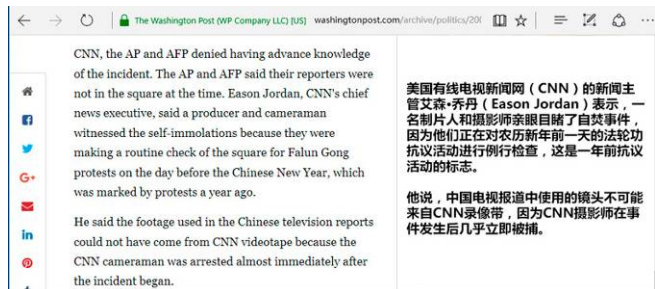 The Washington Post (WP Company LLC) [US] washingtonpost.com/archive/politics/200
CNN, the AP and AFP denied having advance knowledge
of the incident. The AP and AFP said their reporters were
not in the square at the time. Eason Jordan, CNN's chief
news executive, said a producer and cameraman
witnessed the self-immolations because they were
making a routine check of the square for Falun Gong
protests on the day before the Chinese New Year, which
was marked by protests a year ago.
He said the footage used in the Chinese television reports
could not have come from CNN videotape because the
CNN cameraman was arrested almost immediately after
the incident began.
美国有线电视新闻网（CNN）的新闻主
管艾森•乔丹（Eason Jordan）表示，一
名制片人和摄影师亲眼目睹了自焚事件，
因为他们正在对农历新年前一天的法轮功
抗议活动进行例行检查，这是一年前抗议
活动的标志。
他说，中国电视报道中使用的镜头不可能
来自CNN录像带，因为CNN摄影师在事
件发生后几乎立即被捕。